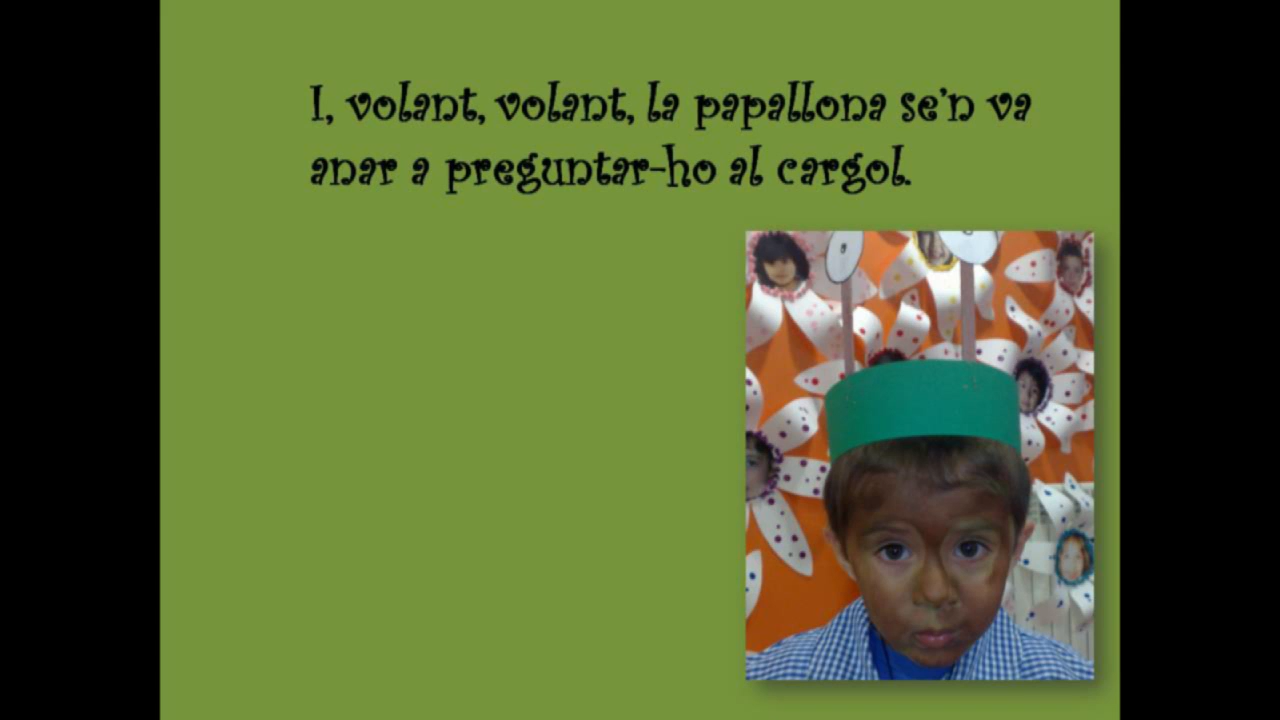 I, volant, volant, la papallona se'n va
anar a preguntar-ho al cargol.